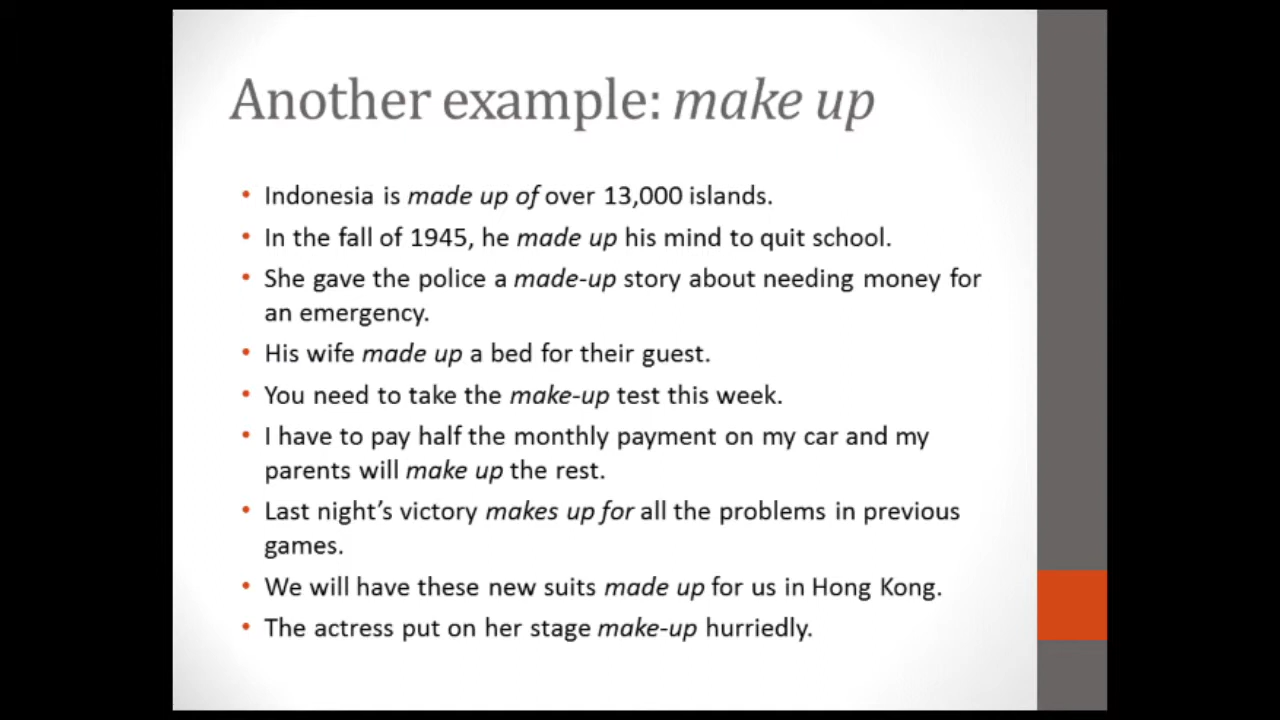 Another example: make up
• Indonesia is made up of over 13,000 islands.
• In the fall of 1945, he made up his mind to quit school.
• She gave the police a made-up story about needing money for
an emergency.
• His wife made up a bed for their guest.
• You need to take the make-up test this week.
• I have to pay half the monthly payment on my car and my
parents will make up the rest.
• Last night’s victory makes up for all the problems in previous
games.
• We will have these new suits made up for us in Hong Kong.
• The actress put on her stage make-up hurriedly.